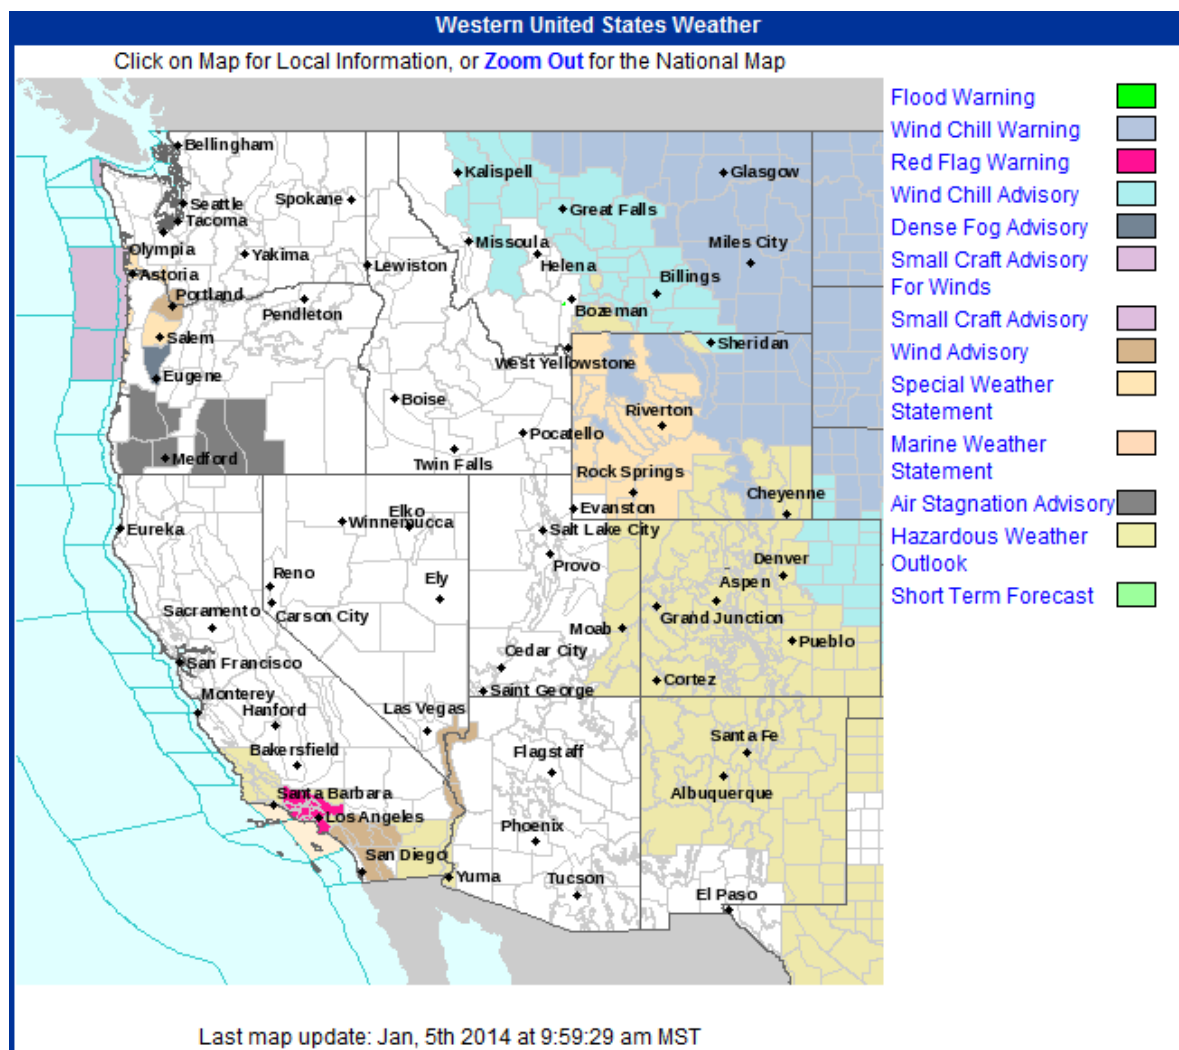 Western United States Weather
Click on Map for Local Information, or Zoom Out for the National Map
Flood Warning
Wind Chill Warning
Red Flag Warning
Wind Chill Advisory
Dense Fog Advisory
Small Craft Advisory
For Winds
Small Craft Advisory
Wind Advisory
Special Weather
Statement
Marine Weather
Statement
Air Stagnation Advisory
Hazardous Weather
Outlook
Short Term Forecast
Bellingham
Kalispell
Glasgow
Seattle
Spokane
Tacoma
Great Falls
Olympia
Yakima
Missoula
Miles City
Lewiston
Helena
Astoria
Billings
Portland
Pendleton
Bozeman
Salem
Sheridan
West Yellowstone
Eugene
Boise
Riverton
Pocatello
Medford
Twin Falls
Rock Springs
Cheyenne
Elko
Evanston
Eureka
Winnemucca
Salt Lake City
Denver
Provo
Reno
Ely
Aspen
Sacramento
Carson City
Grand Junction
Moab
Pueblo
San Francisco
Cedar City
Cortez
Monterey
Saint George
Hanford
Las Vegas
Santa Fe
Bakersfield
Flagstaff
Santa Barbara
Albuquerque
Los Angeles
Phoenix
San Diego
Yuma
Tucson
El Paso
Last map update: Jan, 5th 2014 at 9:59:29 am MST